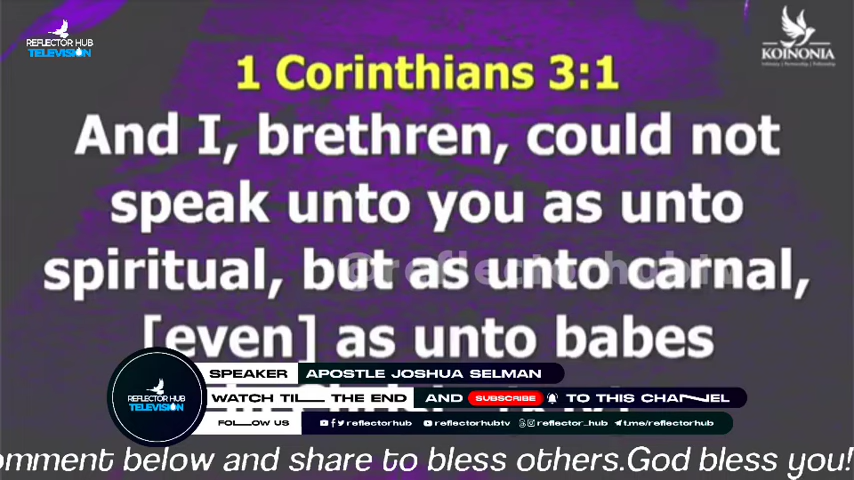 REFLECTOR HUB
TELEVISION
KOINONIA
1 Corinthians 3:1
And I, brethren, could not
speak unto you as unto
spiritual, but as unto carnal,
[even] as unto babes
@reflectorhubtv
SPEAKER APOSTLE JOSHUA SELMAN
WATCH TILL THE END AND SUBSCRIBE TO THIS CHANNEL
FOLLOW US reflectorhub reflectorhubtv reflector_hub t.me/reflectorhub
REFLECTOR HUB
TELEVISION
omment below and share to bless others.God bless you!